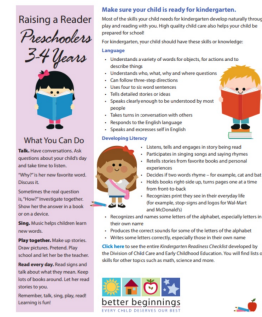 Raising a Reader
Preschoolers
3-4 Years
What You Can Do
Talk. Have conversations. Ask
questions about your child's day
and take time to listen.
"Why?" is her new favorite word.
Discuss it.
Sometimes the real question
is, "How?" Investigate together.
Show her the answer in a book
or on a device.
Sing. Music helps children learn
new words.
Play together. Make up stories.
Draw pictures. Pretend. Play
school and let her be the teacher.
Read every day. Read signs and
talk about what they mean. Keep
lots of books around. Let her read
stories to you.
Remember, talk, sing, play, read!
Learning is fun!
Make sure your child is ready for kindergarten.
Most of the skills your child needs for kindergarten develop naturally through
play and reading with you. High quality child care also helps your child be
prepared for school!
For kindergarten, your child should have these skills or knowledge:
Language
• Understands a variety of words for objects, for actions and to
describe things
• Understands who, what, why and where questions
• Can follow three-step directions
• Uses four to six word sentences
• Tells detailed stories or ideas
• Speaks clearly enough to be understood by most
people
• Takes turns in conversation with others
• Responds to the English language
• Speaks and expresses self in English
Developing Literacy
• Listens, tells and engages in story being read
• Participates in singing songs and saying rhymes
• Retells stories from favorite books and personal
experiences
• Decides if two words rhyme – for example, cat and bat
• Holds books right-side up, turns pages one at a time
from front-to-back
• Recognizes print they see in their everyday life
(for example, stop-signs and logos for Wal-Mart
and McDonald's)
• Recognizes and names some letters of the alphabet, especially letters in
their own name
• Produces the correct sounds for some of the letters of the alphabet
• Writes some letters correctly, especially those in their own name
Click here to see the entire Kindergarten Readiness Checklist developed by
the Division of Child Care and Early Childhood Education. You will find lists of
skills for other topics such as math, science and more.
better beginnings
EVERY CHILD DESERVES OUR BEST